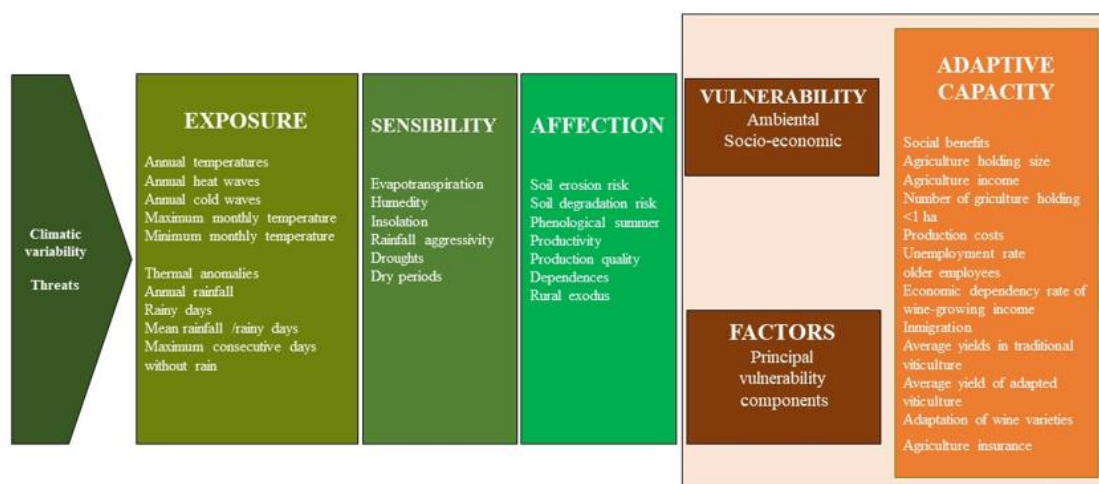 Climatic
variability
Threats
EXPOSURE
Annual temperatures
Annual heat waves
Annual cold waves
Maximum monthly temperature
Minimum monthly temperature
Thermal anomalies
Annual rainfall
Rainy days
Mean rainfall /rainy days
Maximum consecutive days
without rain
SENSIBILITY
Evapotranspiration
Humedity
Insolation
Rainfall aggressivity
Droughts
Dry periods
AFFECTION
Soil erosion risk
Soil degradation risk
Phenological summer
Productivity
Production quality
Dependences
Rural exodus
VULNERABILITY
Ambiental
Socio-economic
FACTORS
Principal
vulnerability
components
ADAPTIVE
CAPACITY
Social benefits
Agriculture holding size
Agriculture income
Number of griculture holding
<1 ha
Production costs
Unemployment rate
older employees
Economic dependency rate of
wine-growing income
Inmigration
Average yields in traditional
viticulture
Average yield of adapted
viticulture
Adaptation of wine varieties
Agriculture insurance